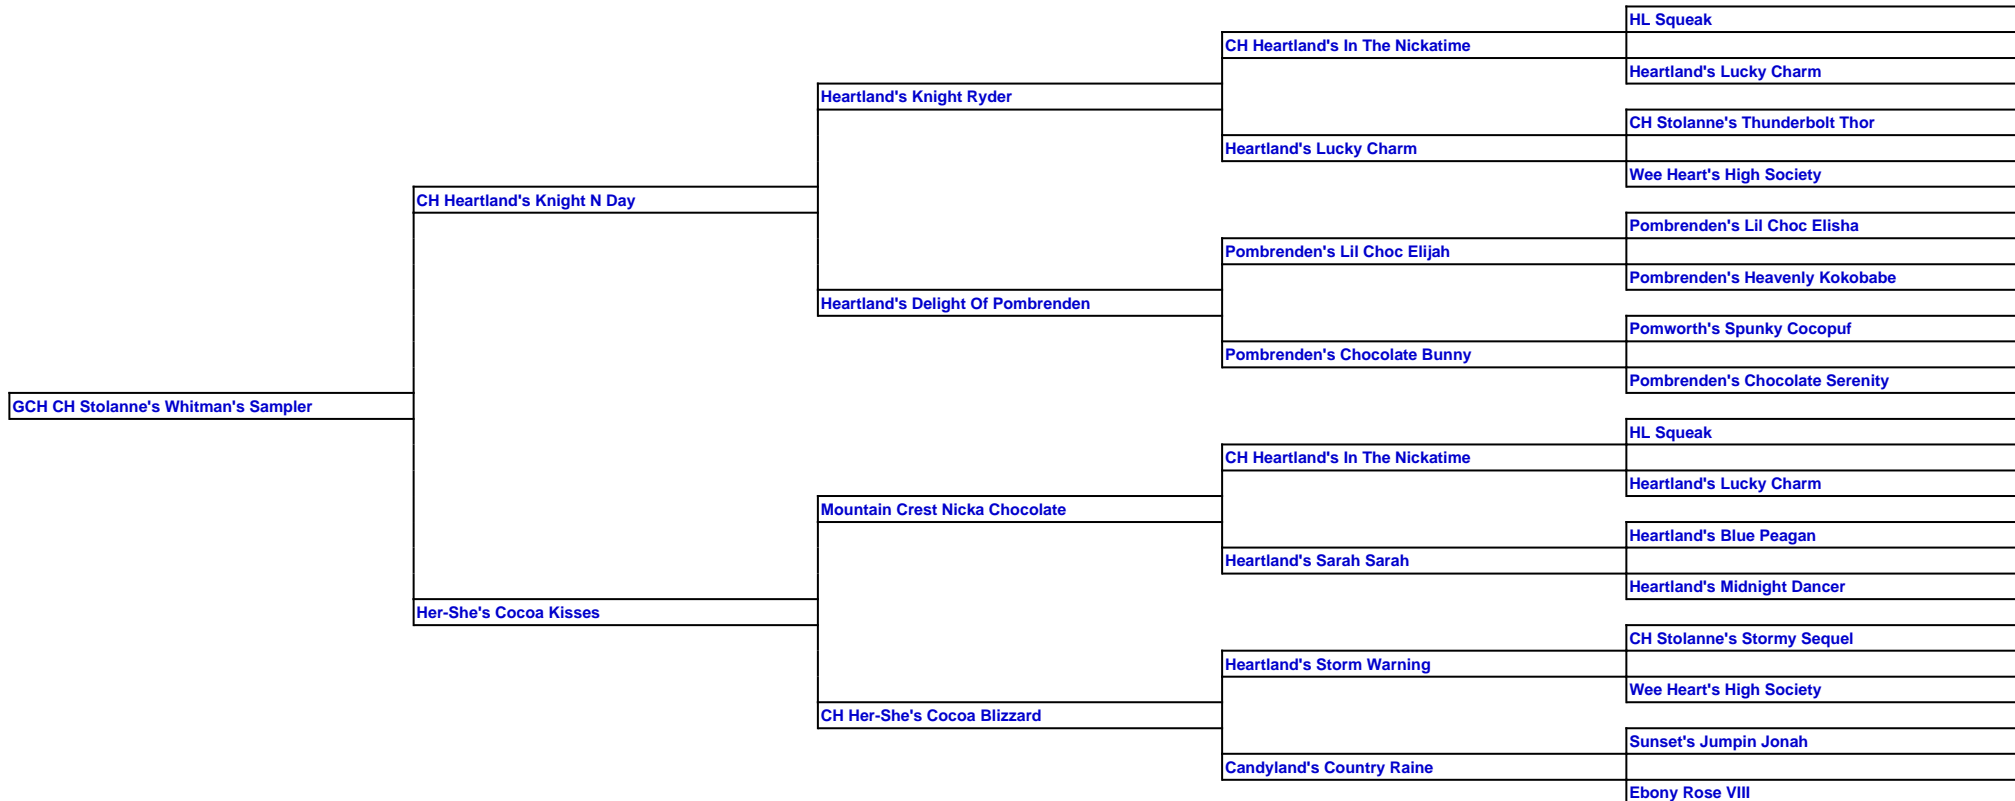 HL Squeak
CH Heartland's In The Nickatime
Heartland's Lucky Charm
Heartland's Knight Ryder
CH Stolanne's Thunderbolt Thor
Heartland's Lucky Charm
Wee Heart's High Society
CH Heartland's Knight N Day
Pombrenden's Lil Choc Elisha
Pombrenden's Lil Choc Elijah
Pombrenden's Heavenly Kokobabe
Heartland's Delight Of Pombrenden
Pomworth's Spunky Cocopuf
Pombrenden's Chocolate Bunny
Pombrenden's Chocolate Serenity
GCH CH Stolanne's Whitman's Sampler
HL Squeak
CH Heartland's In The Nickatime
Heartland's Lucky Charm
Mountain Crest Nicka Chocolate
Heartland's Blue Peagan
Heartland's Sarah Sarah
Heartland's Midnight Dancer
Her-She's Cocoa Kisses
CH Stolanne's Stormy Sequel
Heartland's Storm Warning
Wee Heart's High Society
CH Her-She's Cocoa Blizzard
Sunset's Jumpin Jonah
Candyland's Country Raine
Ebony Rose VIII